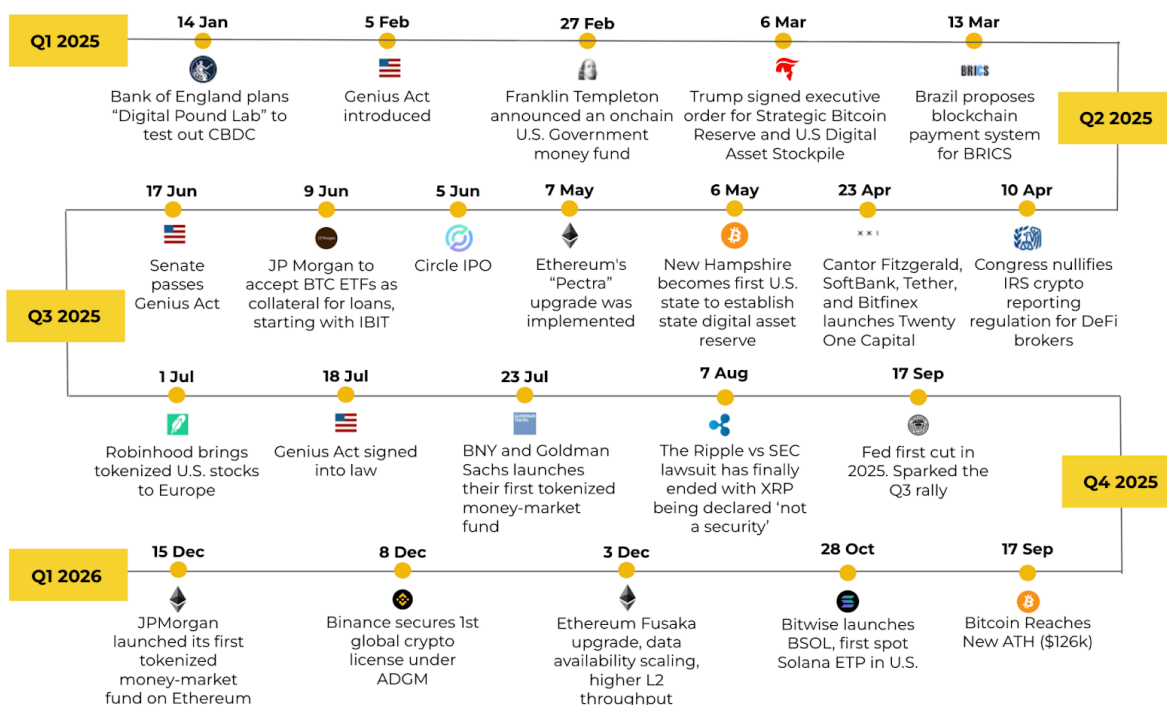 Q1 2025
14 Jan
Bank of England plans
“Digital Pound Lab” to
test out CBDC
5 Feb
Genius Act
introduced
27 Feb
Franklin Templeton
announced an onchain
U.S. Government
money fund
6 Mar
Trump signed executive
order for Strategic Bitcoin
Reserve and U.S Digital
Asset Stockpile
13 Mar
BRICS
Brazil proposes
blockchain
payment system
for BRICS
Q2 2025
10 Apr
Congress nullifies
IRS crypto
reporting
regulation for DeFi
brokers
23 Apr
X X I
Cantor Fitzgerald,
SoftBank, Tether,
and Bitfinex
launches Twenty
One Capital
6 May
New Hampshire
becomes first U.S.
state to establish
state digital asset
reserve
7 May
Ethereum's
“Pectra”
upgrade was
implemented
5 Jun
Circle IPO
9 Jun
JP Morgan to
accept BTC ETFs as
collateral for loans,
starting with IBIT
17 Jun
Senate
passes
Genius Act
Q3 2025
1 Jul
Robinhood brings
tokenized U.S. stocks
to Europe
18 Jul
Genius Act signed
into law
23 Jul
Goldman
Sachs
BNY and Goldman
Sachs launches
their first tokenized
money-market
fund
7 Aug
The Ripple vs SEC
lawsuit has finally
ended with XRP
being declared ‘not
a security’
17 Sep
Fed first cut in
2025. Sparked the
Q3 rally
Q4 2025
17 Sep
Bitcoin Reaches
New ATH ($126k)
28 Oct
Bitwise launches
BSOL, first spot
Solana ETP in U.S.
3 Dec
Ethereum Fusaka
upgrade, data
availability scaling,
higher L2
throughput
8 Dec
Binance secures 1st
global crypto
license under
ADGM
15 Dec
JPMorgan
launched its first
tokenized
money-market
fund on Ethereum
Q1 2026